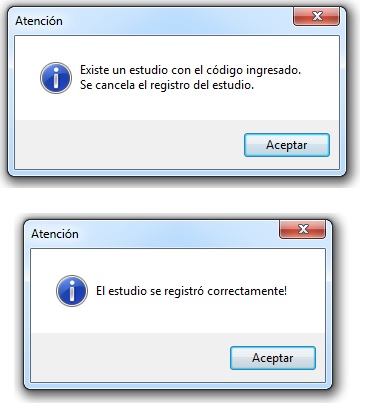 Atención
Existe un estudio con el código ingresado.
Se cancela el registro del estudio.
Aceptar
Atención
El estudio se registró correctamente!
Aceptar